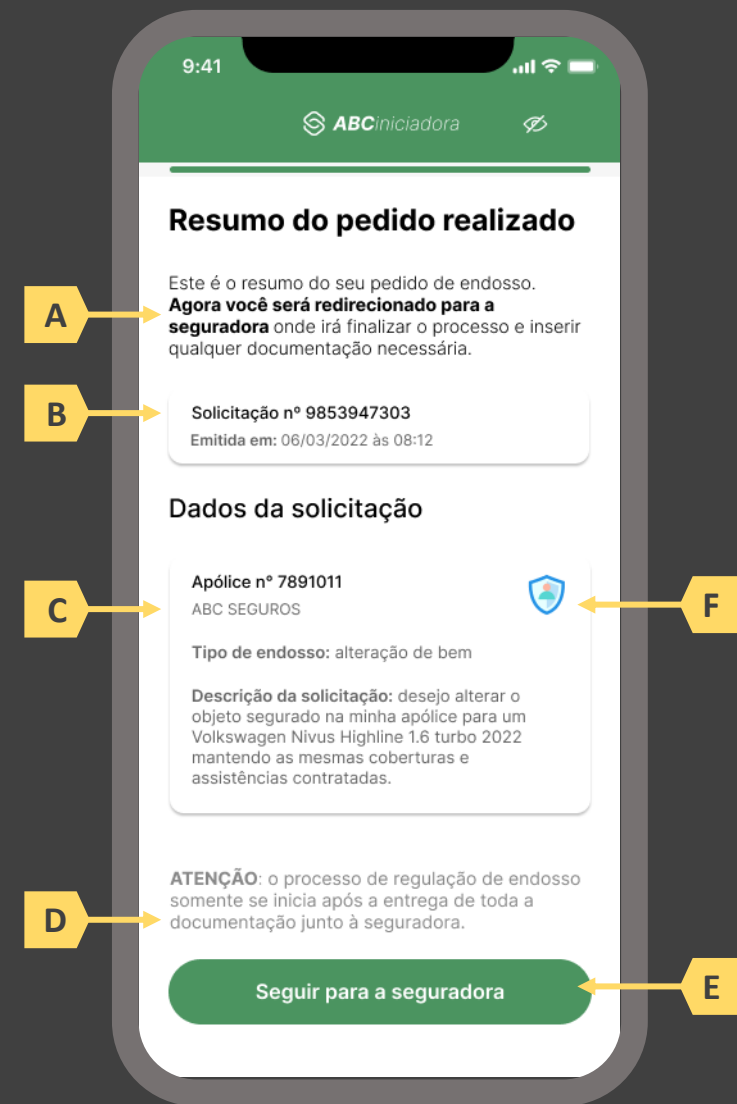 9:41
ABCiniciadora
Resumo do pedido realizado
Este é o resumo do seu pedido de endosso.
A
Agora você será redirecionado para a
seguradora onde irá finalizar o processo e inserir
qualquer documentação necessária.
B
Solicitação nº 9853947303
Emitida em: 06/03/2022 às 08:12
Dados da solicitação
C
Apólice nº 7891011
F
ABC SEGUROS
Tipo de endosso: alteração de bem
Descrição da solicitação: desejo alterar o
objeto segurado na minha apólice para um
Volkswagen Nivus Highline 1.6 turbo 2022
mantendo as mesmas coberturas e
assistências contratadas.
D
ATENÇÃO: o processo de regulação de endosso
somente se inicia após a entrega de toda a
documentação junto à seguradora.
Seguir para a seguradora
E